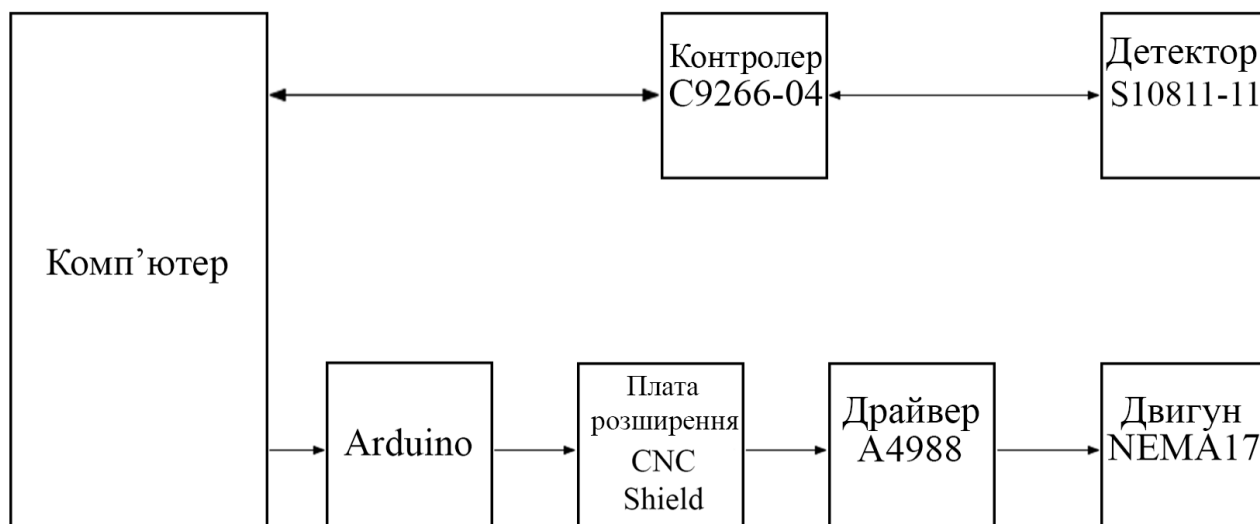 Контролер
C9266-04
Детектор
S10811-11
Комп’ютер
Arduino
Плата
розширення
CNC
Shield
Драйвер
A4988
Двигун
NEMA17